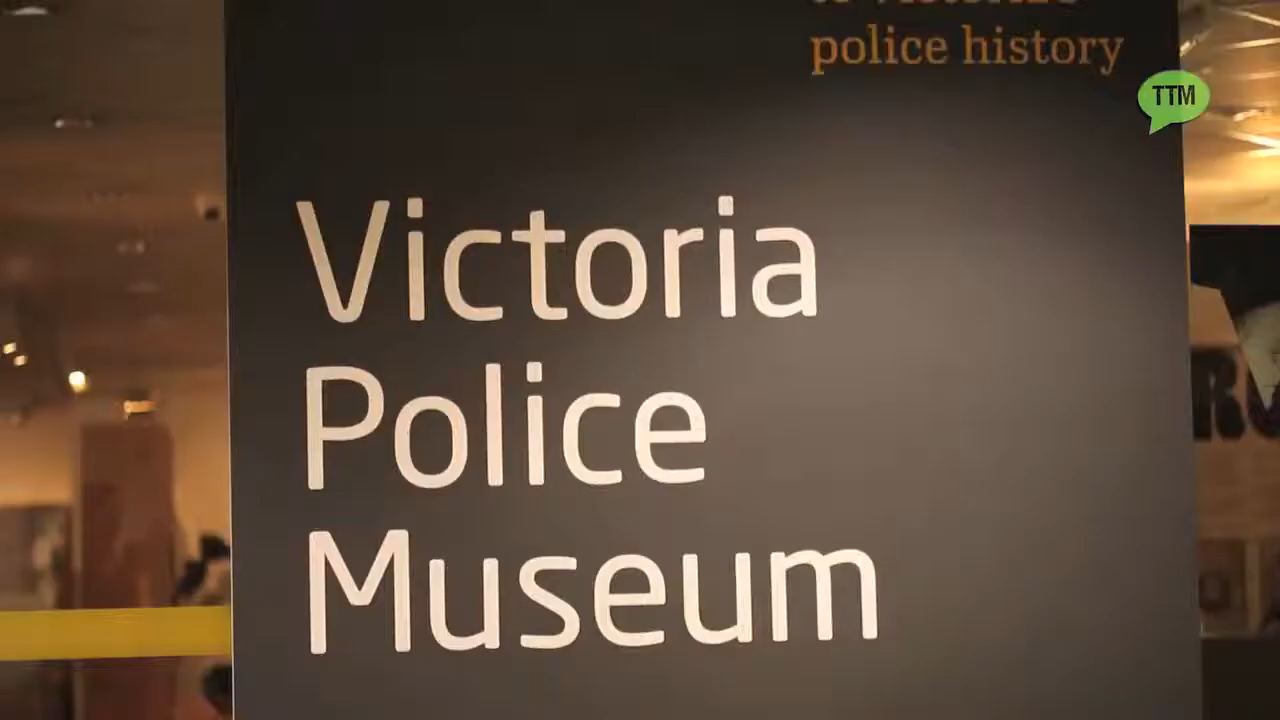 police history
TTM
Victoria
Police
Museum